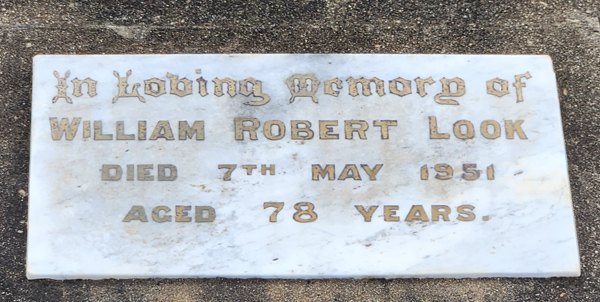 In Loving Memory of
WILLIAM ROBERT LOOK
DIED 7TH MAY 1951
AGED 78 YEARS.